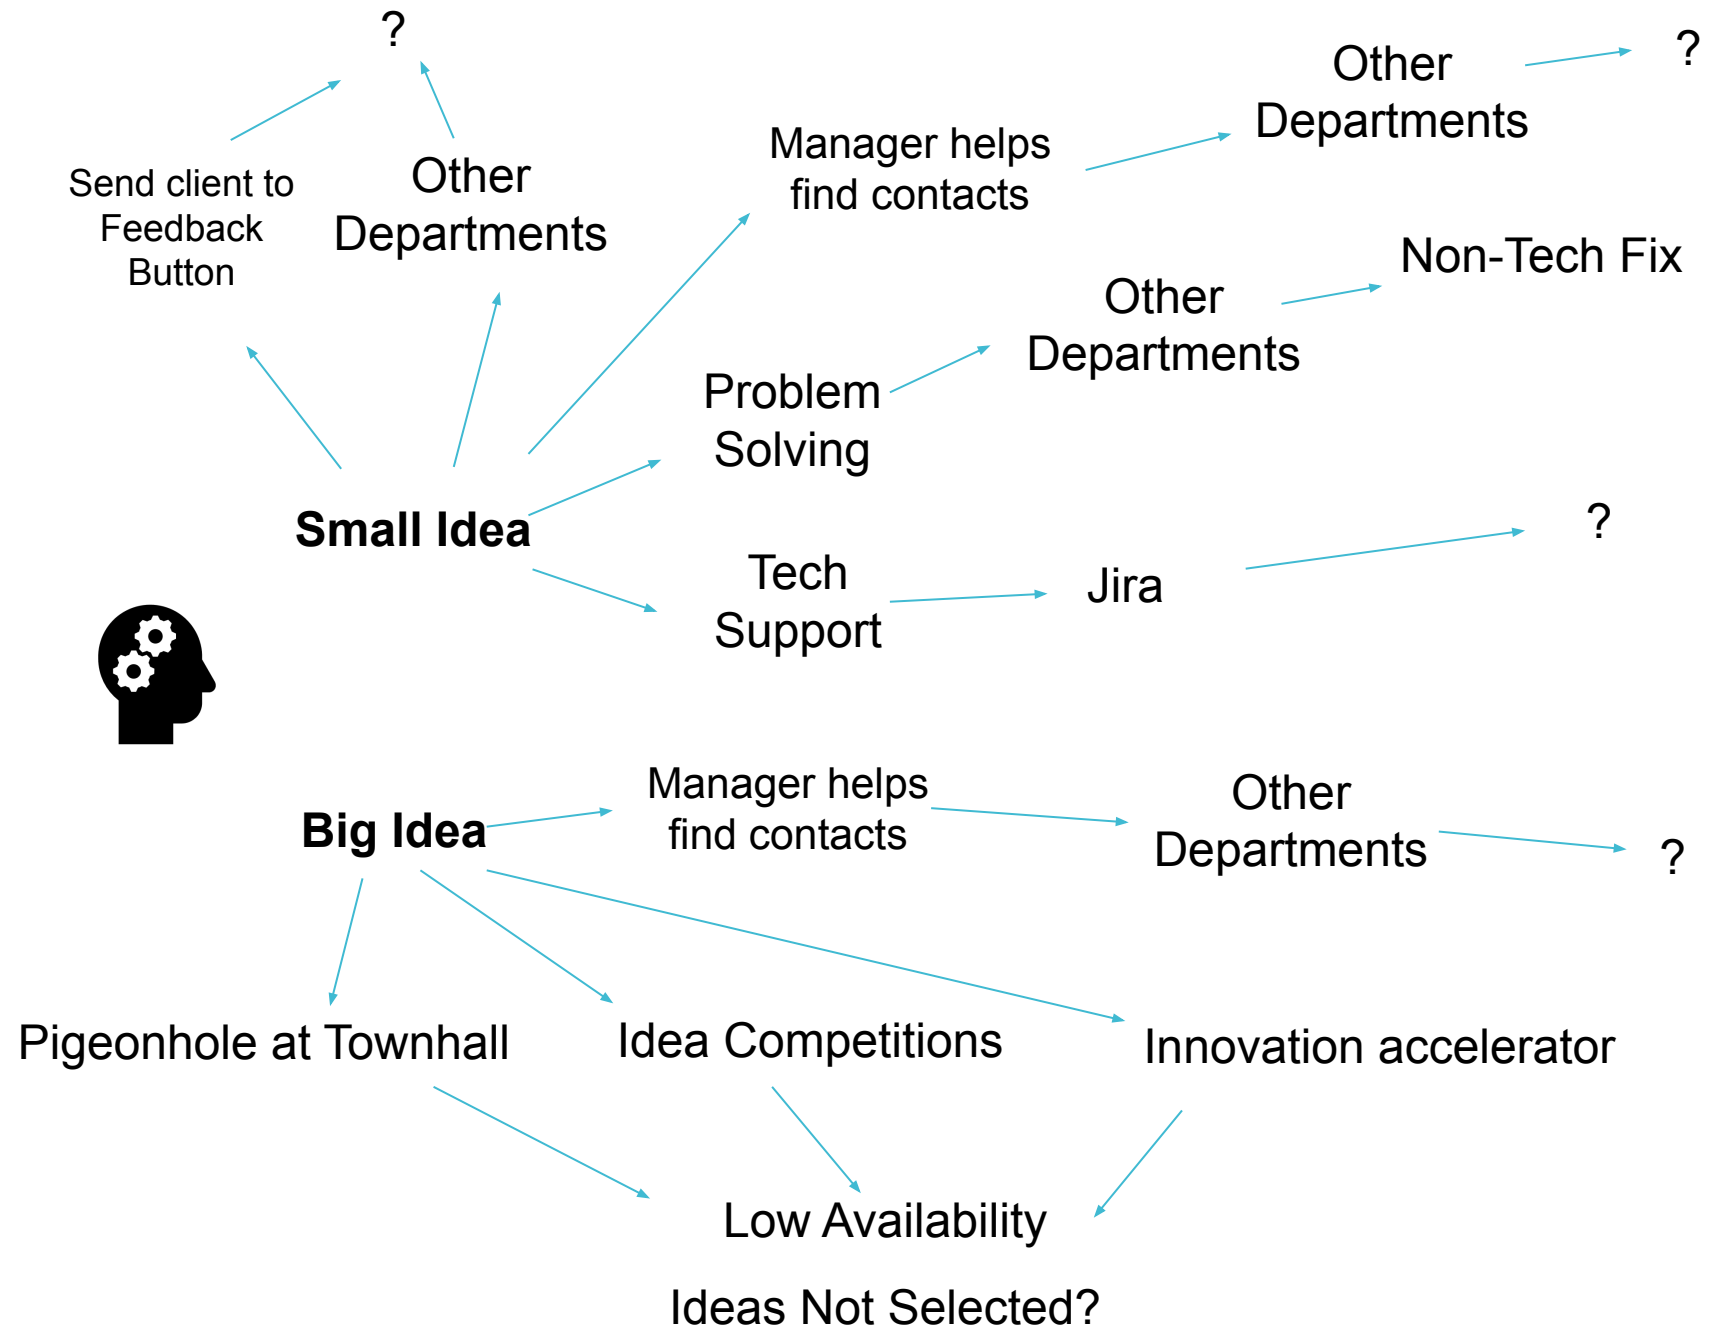 ?
Send client to
Feedback
Button
Other
Departments
Manager helps
find contacts
Other
Departments
?
Problem
Solving
Other
Departments
Non-Tech Fix
Small Idea
Tech
Support
Jira
?
Big Idea
Manager helps
find contacts
Other
Departments
?
Pigeonhole at Townhall
Idea Competitions
Innovation accelerator
Low Availability
Ideas Not Selected?